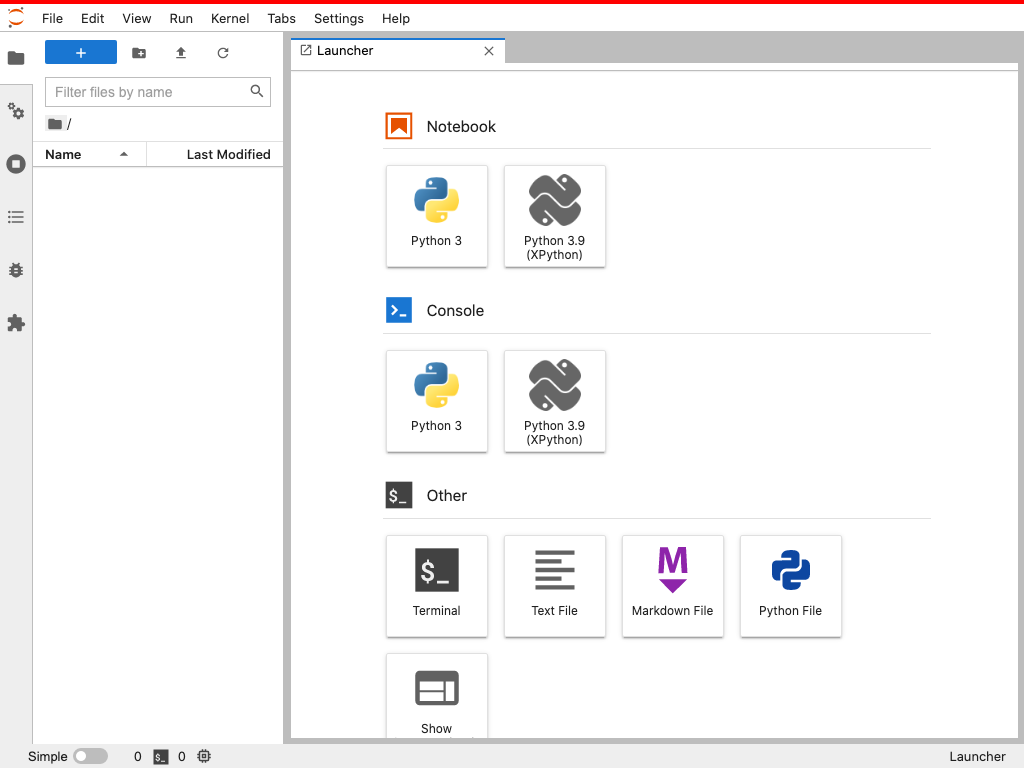 File Edit View Run Kernel Tabs Settings Help
Launcher
Filter files by name
/
Name Last Modified
Notebook
Python 3
Python 3.9
(XPython)
Console
Python 3
Python 3.9
(XPython)
$_ Other
$_
Terminal
Text File
M
Markdown File
Python File
Show
Simple 0 $_ 0 Launcher